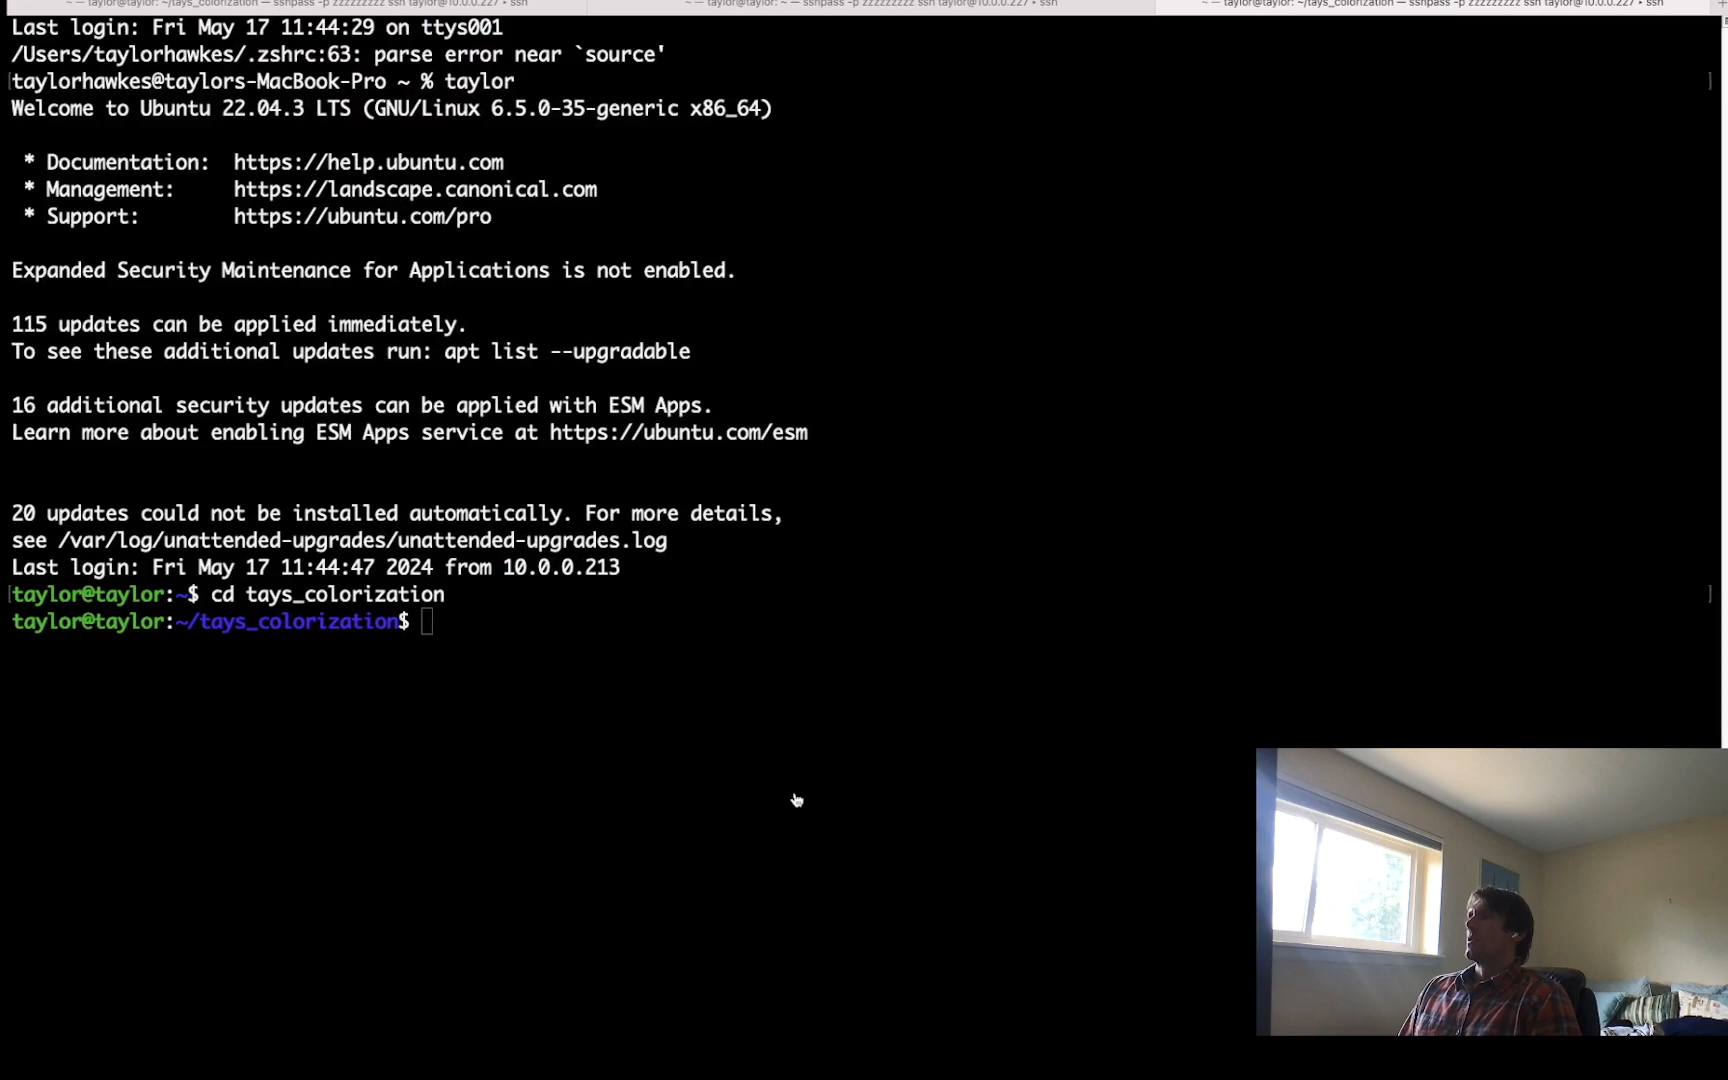 ~ — taylor@taylor: ~/tays_colorization — sshpass -p zzzzzzzzz ssh taylor@10.0.0.227 ▸ ssh
~ — taylor@taylor: ~ — sshpass -p zzzzzzzzz ssh taylor@10.0.0.227 ▸ ssh
~ — taylor@taylor: ~/tays_colorization — sshpass -p zzzzzzzzz ssh taylor@10.0.0.227 ▸ ssh
Last login: Fri May 17 11:44:29 on ttys001
/Users/taylorhawkes/.zshrc:63: parse error near `source'
[taylorhawkes@taylors-MacBook-Pro ~ % taylor ]
Welcome to Ubuntu 22.04.3 LTS (GNU/Linux 6.5.0-35-generic x86_64)
* Documentation:  https://help.ubuntu.com
* Management:     https://landscape.canonical.com
* Support:        https://ubuntu.com/pro
Expanded Security Maintenance for Applications is not enabled.
115 updates can be applied immediately.
To see these additional updates run: apt list --upgradable
16 additional security updates can be applied with ESM Apps.
Learn more about enabling ESM Apps service at https://ubuntu.com/esm
20 updates could not be installed automatically. For more details,
see /var/log/unattended-upgrades/unattended-upgrades.log
Last login: Fri May 17 11:44:47 2024 from 10.0.0.213
[taylor@taylor:~$ cd tays_colorization ]
taylor@taylor:~/tays_colorization$